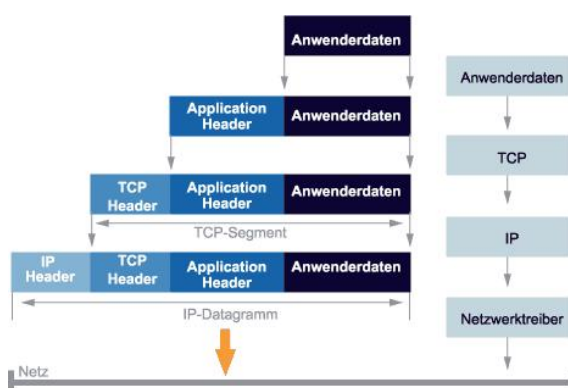 Anwenderdaten
Application
Header
Anwenderdaten
TCP
Header
Application
Header
Anwenderdaten
TCP-Segment
IP
Header
TCP
Header
Application
Header
Anwenderdaten
IP-Datagramm
Netz
Anwenderdaten
TCP
IP
Netzwerktreiber